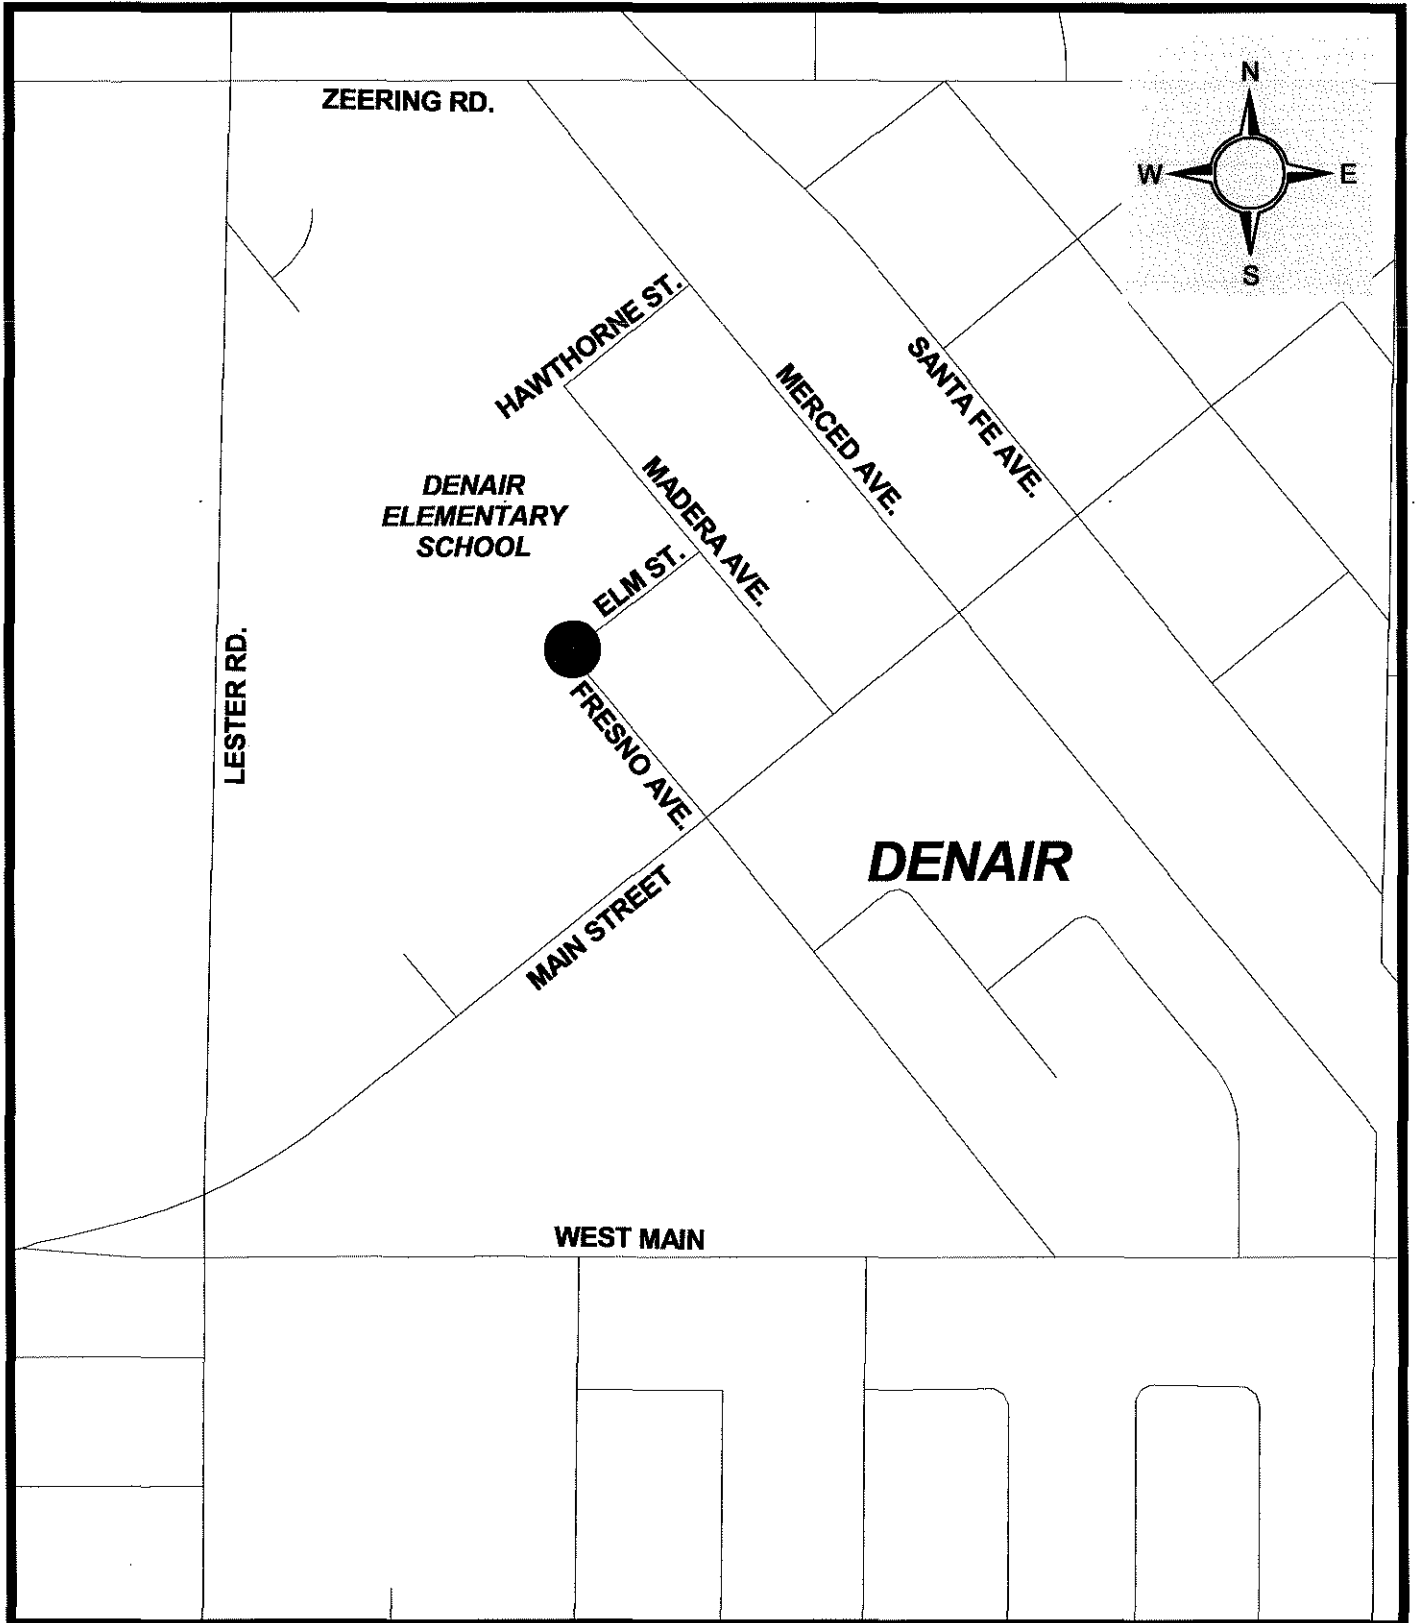 ZEERING RD.
N
W
E
S
HAWTHORNE ST.
MERCED AVE.
SANTA FE AVE.
DENAIR
ELEMENTARY
SCHOOL
MADERA AVE.
ELM ST.
LESTER RD.
FRESNO AVE.
DENAIR
MAIN STREET
WEST MAIN